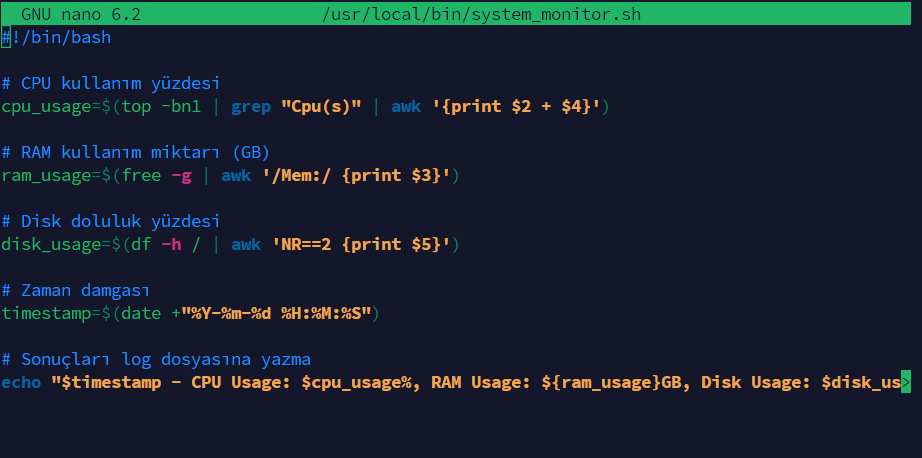 GNU nano 6.2 /usr/local/bin/system_monitor.sh
#!/bin/bash
# CPU kullanım yüzdesi
cpu_usage=$(top -bn1 | grep "Cpu(s)" | awk '{print $2 + $4}')
# RAM kullanım miktarı (GB)
ram_usage=$(free -g | awk '/Mem:/ {print $3}')
# Disk doluluk yüzdesi
disk_usage=$(df -h / | awk 'NR==2 {print $5}')
# Zaman damgası
timestamp=$(date +"%Y-%m-%d %H:%M:%S")
# Sonuçları log dosyasına yazma
echo "$timestamp - CPU Usage: $cpu_usage%, RAM Usage: ${ram_usage}GB, Disk Usage: $disk_us>